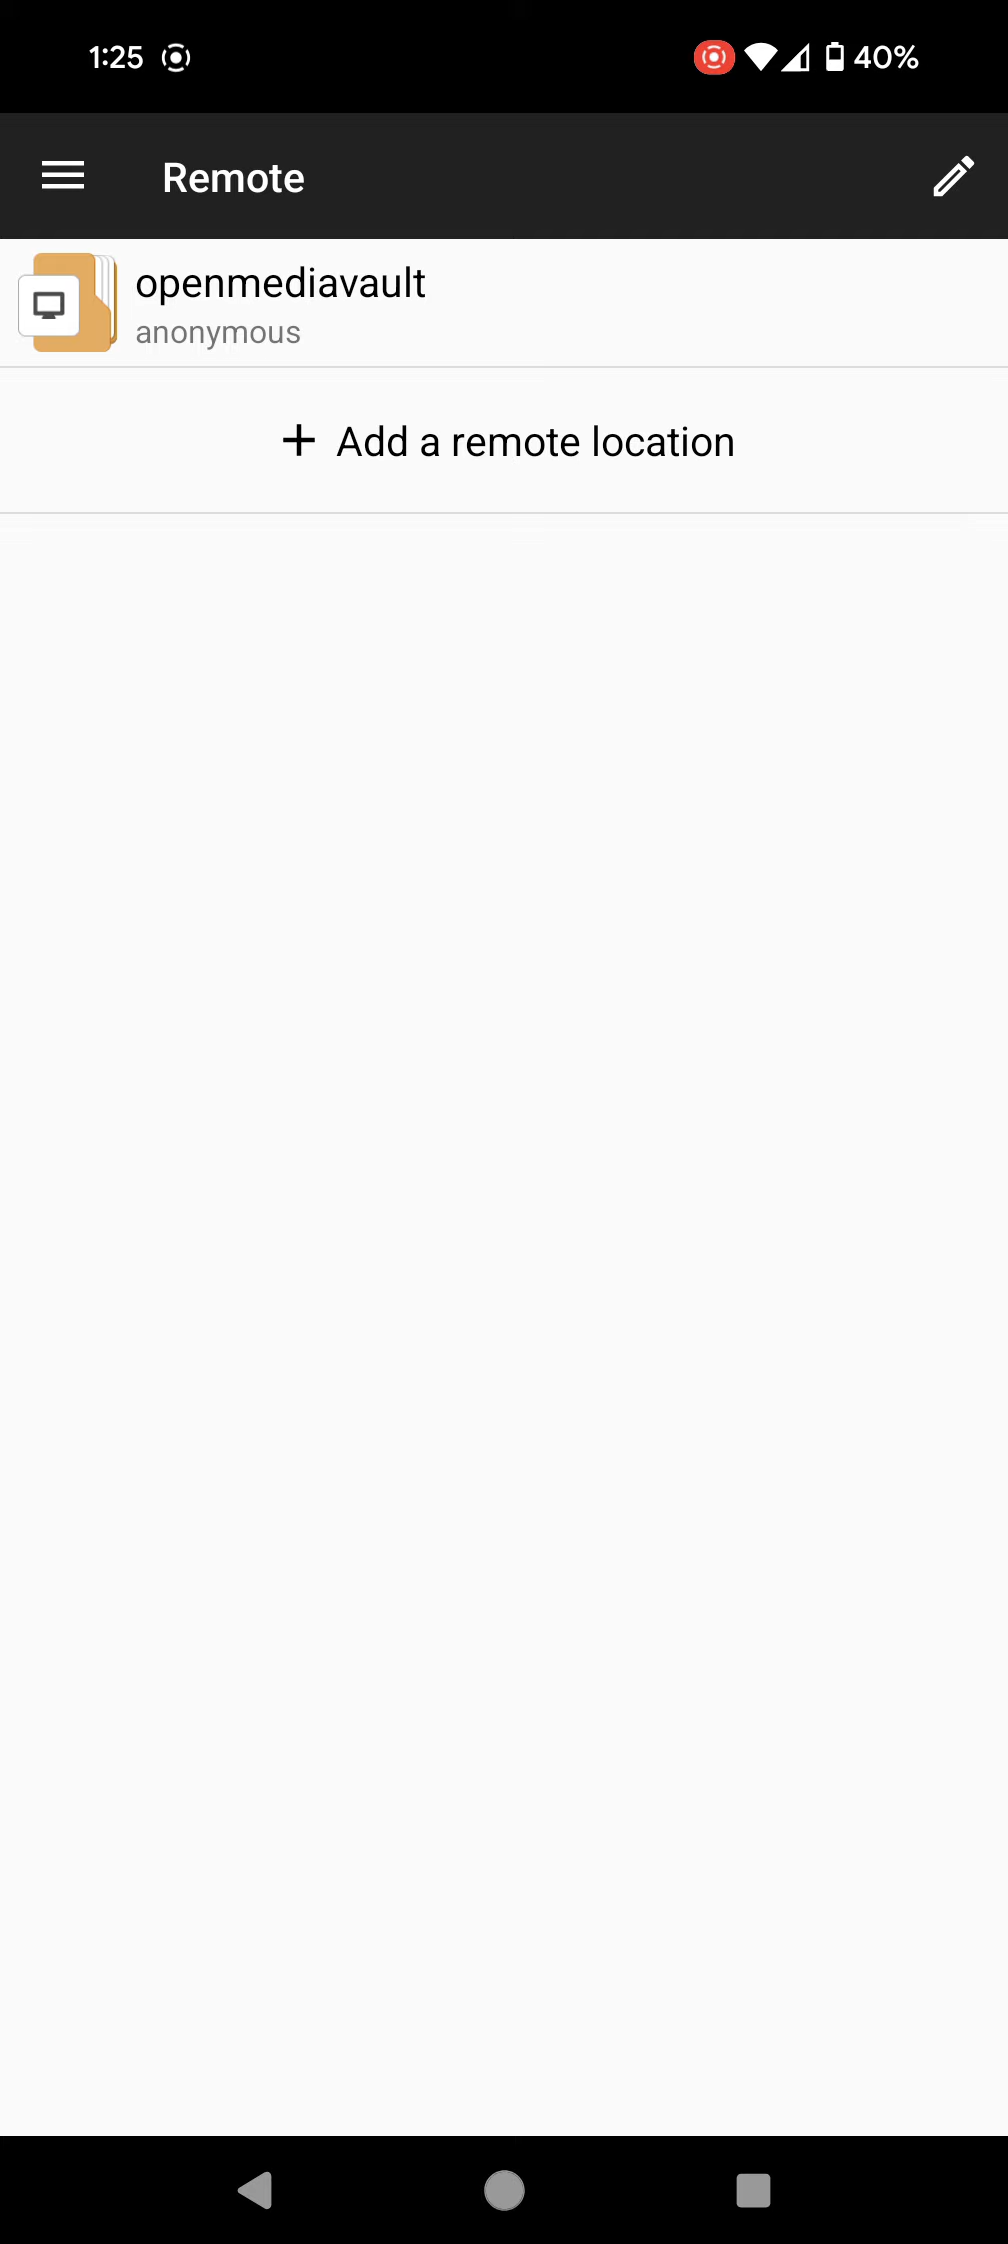 1:25 40%
Remote
openmediavault
anonymous
+ Add a remote location